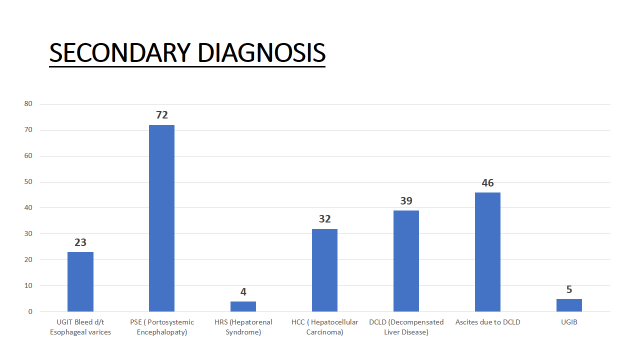 SECONDARY DIAGNOSIS
80
70
60
50
40
30
20
10
0
23
72
4
32
39
46
5
UGIT Bleed d/t
Esophageal varices
PSE ( Portosystemic
Encephalopaty)
HRS (Hepatorenal
Syndrome)
HCC ( Hepatocellular
Carcinoma)
DCLD (Decompensated
Liver Disease)
Ascites due to DCLD
UGIB